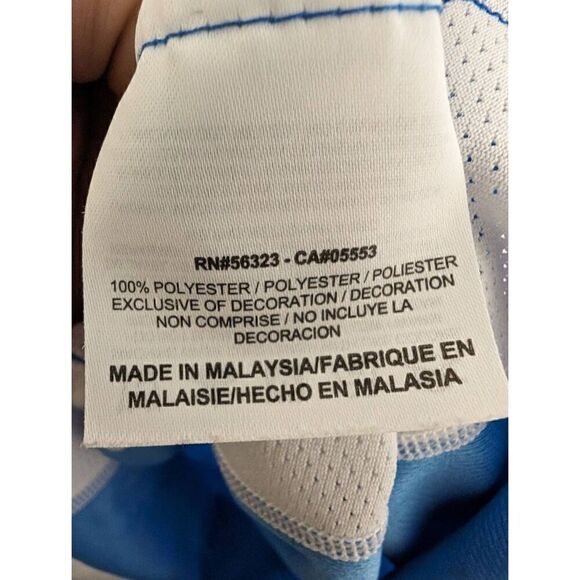 RN#56323 - CA#05553
100% POLYESTER / POLYESTER / POLIESTER
EXCLUSIVE OF DECORATION / DECORATION
NON COMPRISE / NO INCLUYE LA
DECORACION
MADE IN MALAYSIA/FABRIQUE EN
MALAISIE/HECHO EN MALASIA